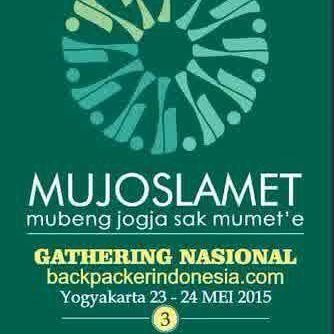 MUJOSLAMET
mubeng jogja sak mumet'e
GATHERING NASIONAL
backpackerindonesia.com
Yogyakarta 23 - 24 MEI 2015
3